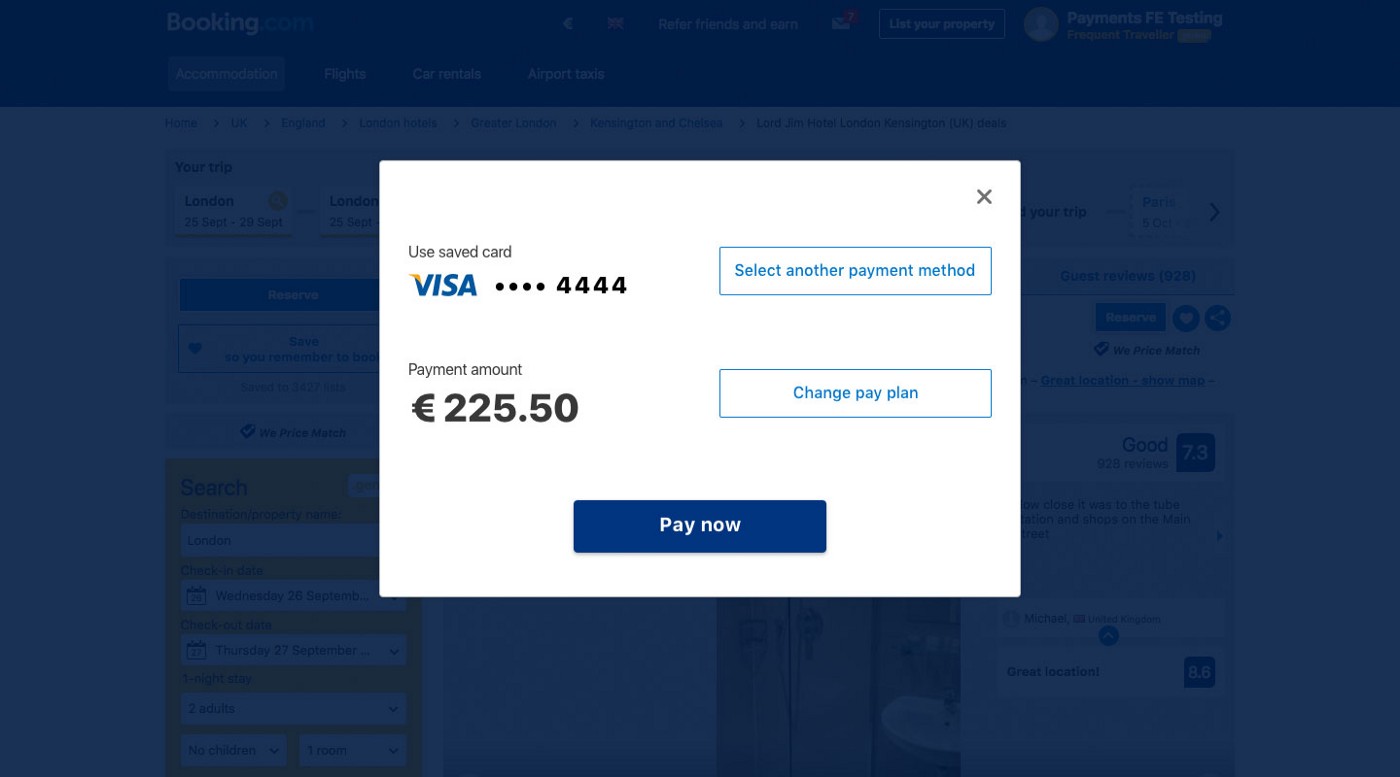 Booking.com
€
Refer friends and earn
7
List your property
Payments FE Testing
Frequent Traveller
Accommodation
Flights
Car rentals
Airport taxis
Home > UK > England > London hotels > Greater London > Kensington and Chelsea > Lord Jim Hotel London Kensington (UK) deals
Your trip
London
25 Sept - 29 Sept
London
25 Sept -
d your trip
Paris
5 Oct
Use saved card
VISA •••• 4444
Select another payment method
Payment amount
€ 225.50
Change pay plan
Pay now
Reserve
Save
so you remember to book
Saved to 3427 lists
We Price Match
Search
Destination/property name:
London
Check-in date
Wednesday 26 Septemb...
Check-out date
Thursday 27 September ...
1-night stay
2 adults
No children
1 room
Guest reviews (928)
Reserve
We Price Match
n – Great location - show map –
Good
928 reviews
7.3
ow close it was to the tube
tation and shops on the Main
treet
Michael, United Kingdom
Great location!
8.6